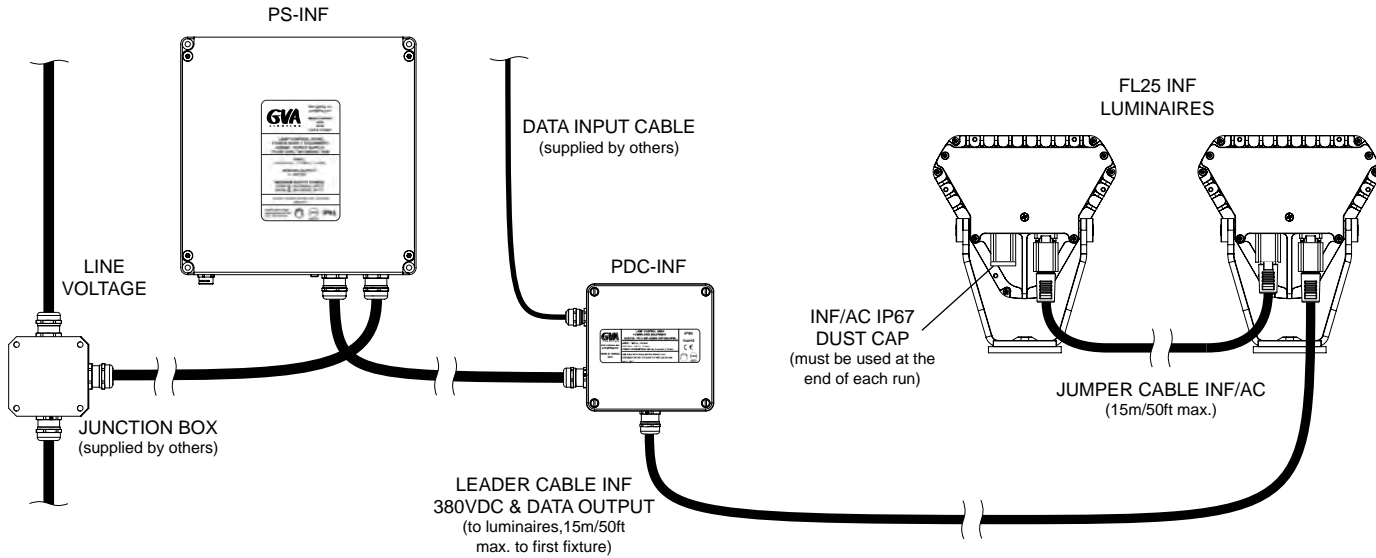 PS-INF
GVA
LIGHTING
LINE
VOLTAGE
JUNCTION BOX
(supplied by others)
DATA INPUT CABLE
(supplied by others)
PDC-INF
GVA
LEADER CABLE INF
380VDC & DATA OUTPUT
(to luminaires,15m/50ft
max. to first fixture)
FL25 INF
LUMINAIRES
INF/AC IP67
DUST CAP
(must be used at the
end of each run)
JUMPER CABLE INF/AC
(15m/50ft max.)